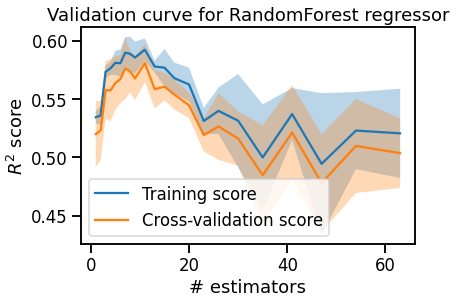 Validation curve for RandomForest regressor
0.60
0.55
0.50
0.45
R² score
Training score
Cross-validation score
0
20
40
60
# estimators